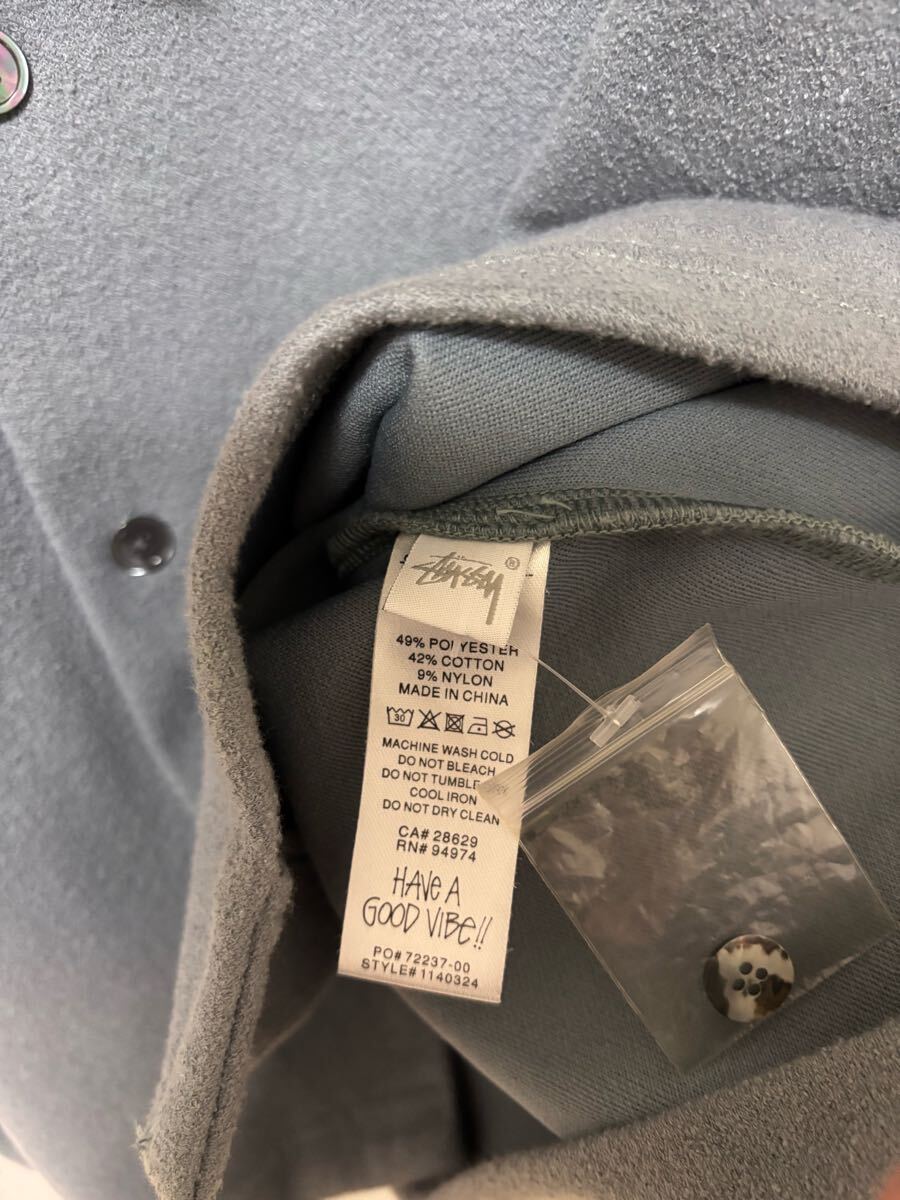 Stüssy ®
49% POLYESTER
42% COTTON
9% NYLON
MADE IN CHINA
30
MACHINE WASH COLD
DO NOT BLEACH
DO NOT TUMBLE
COOL IRON
DO NOT DRY CLEAN
CA# 28629
RN# 94974
HAVE A
GOOD VIBE!!
PO# 72237-00
STYLE# 1140324